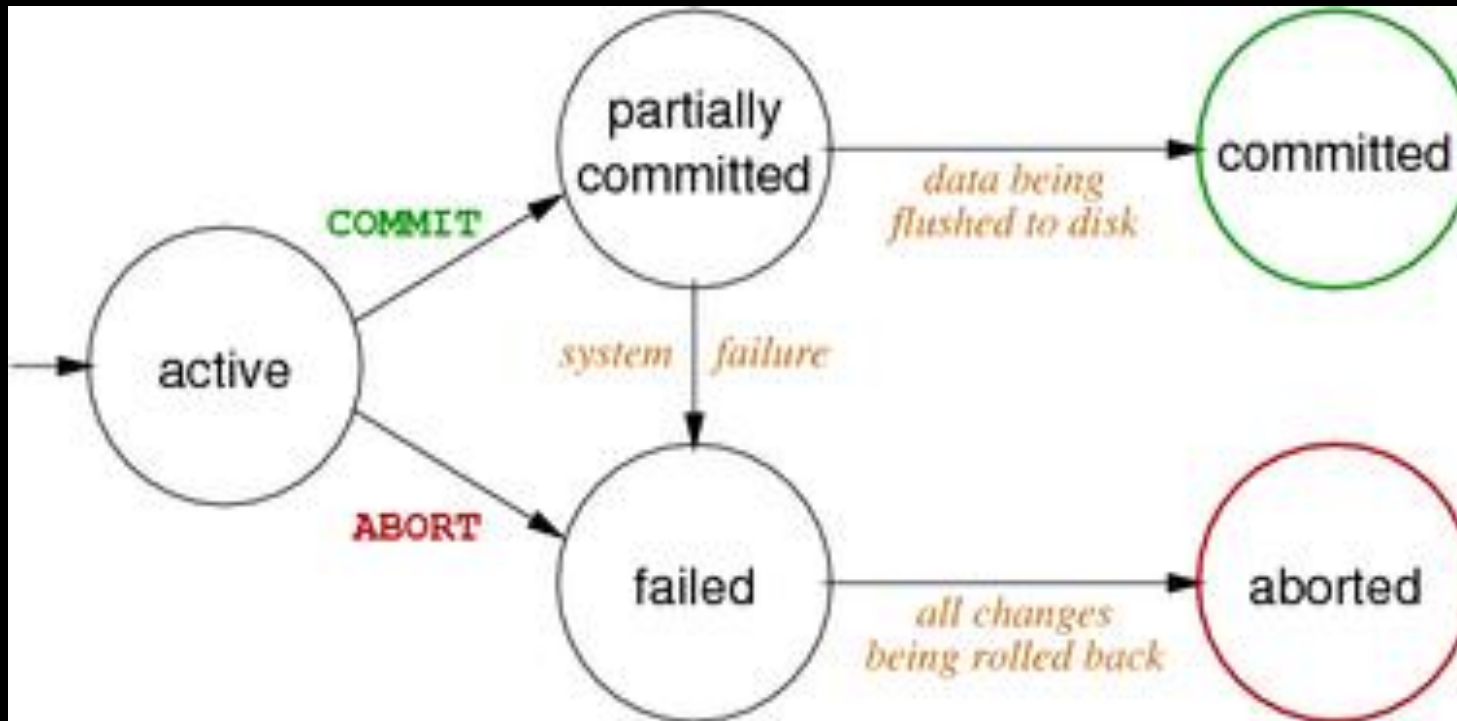 partially
committed
committed
data being
flushed to disk
COMMIT
active
system failure
ABORT
failed
aborted
all changes
being rolled back